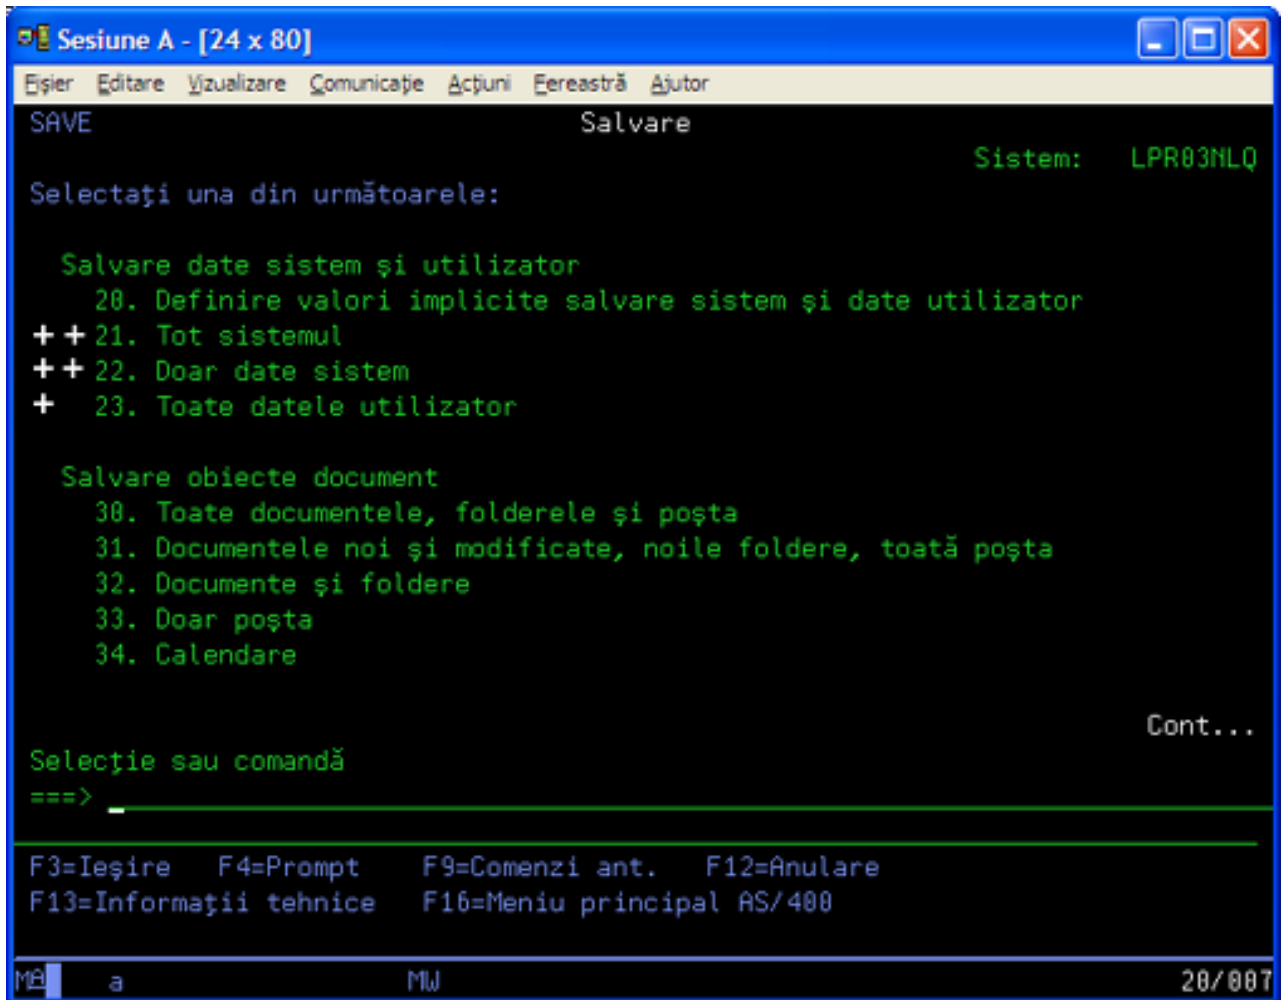 Sesiune A - [24 x 80]
Fişier Editare Vizualizare Comunicaţie Acţiuni Fereastră Ajutor
SAVE Salvare
Sistem: LPR03NLQ
Selectaţi una din următoarele:
Salvare date sistem şi utilizator
20. Definire valori implicite salvare sistem şi date utilizator
++ 21. Tot sistemul
++ 22. Doar date sistem
+ 23. Toate datele utilizator
Salvare obiecte document
30. Toate documentele, folderele şi poşta
31. Documentele noi şi modificate, noile foldere, toată poşta
32. Documente şi foldere
33. Doar poşta
34. Calendare
Cont...
Selecţie sau comandă
===>
F3=Ieşire F4=Prompt F9=Comenzi ant. F12=Anulare
F13=Informaţii tehnice F16=Meniu principal AS/400
MA a MW 20/007